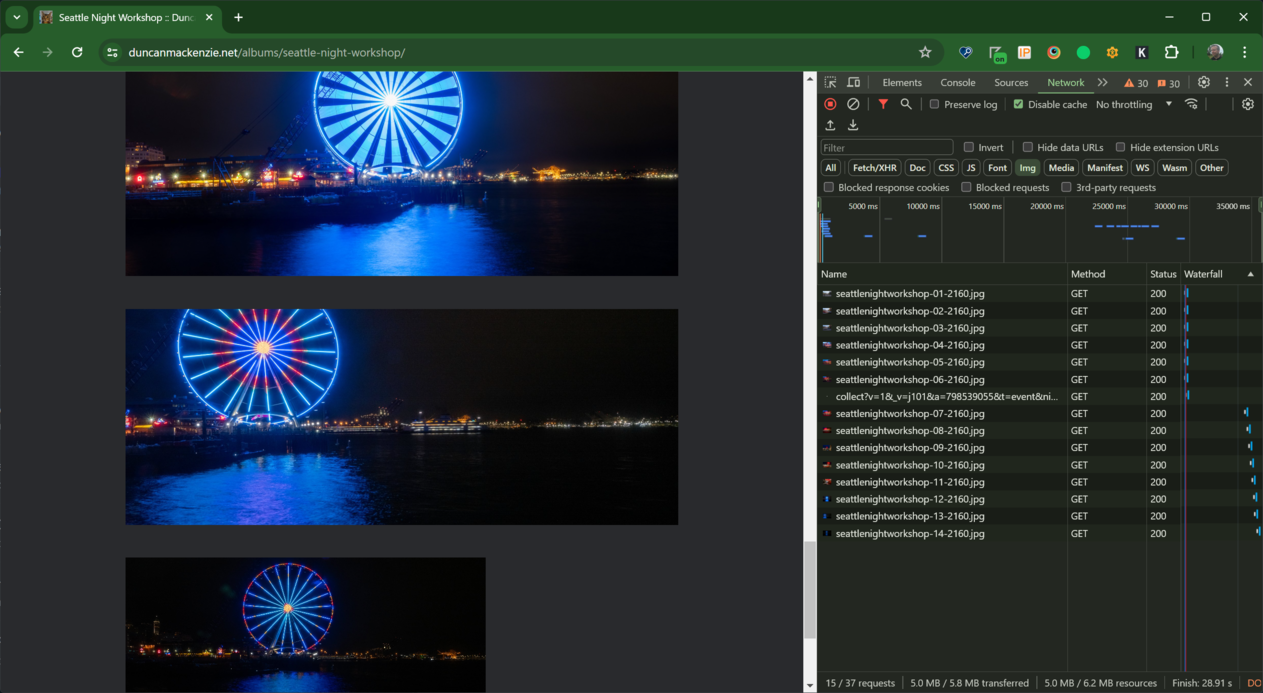 Seattle Night Workshop :: Dunc
duncanmackenzie.net/albums/seattle-night-workshop/
on
IP
K
Elements Console Sources Network 30 30
Preserve log Disable cache No throttling
Filter Invert Hide data URLs Hide extension URLs
All Fetch/XHR Doc CSS JS Font Img Media Manifest WS Wasm Other
Blocked response cookies Blocked requests 3rd-party requests
5000 ms 10000 ms 15000 ms 20000 ms 25000 ms 30000 ms 35000 ms
Name Method Status Waterfall
seattlenightworkshop-01-2160.jpg GET 200
seattlenightworkshop-02-2160.jpg GET 200
seattlenightworkshop-03-2160.jpg GET 200
seattlenightworkshop-04-2160.jpg GET 200
seattlenightworkshop-05-2160.jpg GET 200
seattlenightworkshop-06-2160.jpg GET 200
collect?v=1&_v=j101&a=798539055&t=event&ni... GET 200
seattlenightworkshop-07-2160.jpg GET 200
seattlenightworkshop-08-2160.jpg GET 200
seattlenightworkshop-09-2160.jpg GET 200
seattlenightworkshop-10-2160.jpg GET 200
seattlenightworkshop-11-2160.jpg GET 200
seattlenightworkshop-12-2160.jpg GET 200
seattlenightworkshop-13-2160.jpg GET 200
seattlenightworkshop-14-2160.jpg GET 200
15 / 37 requests 5.0 MB / 5.8 MB transferred 5.0 MB / 6.2 MB resources Finish: 28.91 s DO